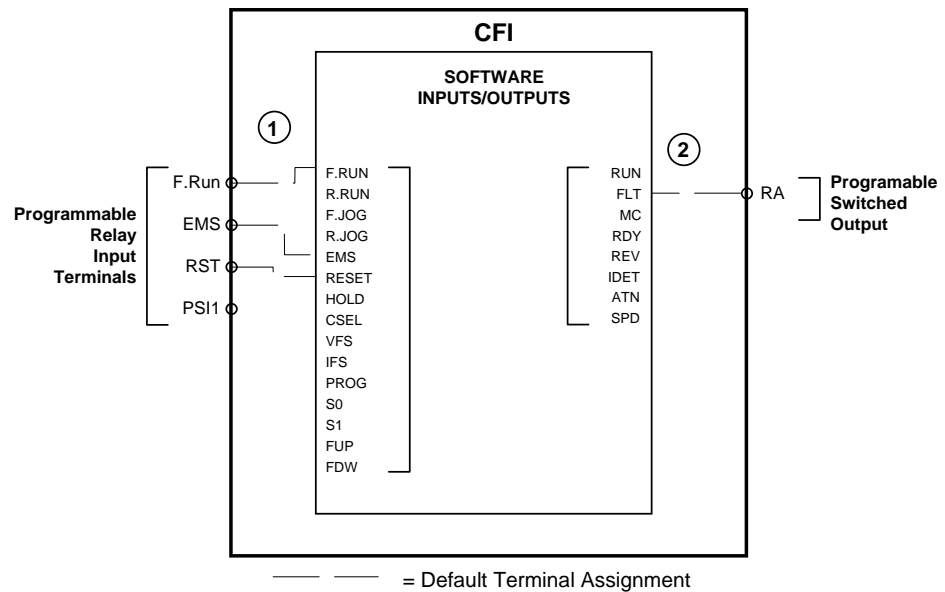 CFI
SOFTWARE
INPUTS/OUTPUTS
1
2
Programmable
Relay
Input
Terminals
F.Run
EMS
RST
PSI1
F.RUN
R.RUN
F.JOG
R.JOG
EMS
RESET
HOLD
CSEL
VFS
IFS
PROG
S0
S1
FUP
FDW
RUN
FLT
MC
RDY
REV
IDET
ATN
SPD
RA
Programable
Switched
Output
= Default Terminal Assignment